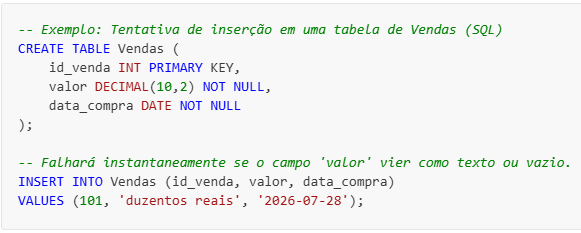 -- Exemplo: Tentativa de inserção em uma tabela de Vendas (SQL)
CREATE TABLE Vendas (
    id_venda INT PRIMARY KEY,
    valor DECIMAL(10,2) NOT NULL,
    data_compra DATE NOT NULL
);

-- Falhará instantaneamente se o campo 'valor' vier como texto ou vazio.
INSERT INTO Vendas (id_venda, valor, data_compra)
VALUES (101, 'duzentos reais', '2026-07-28');